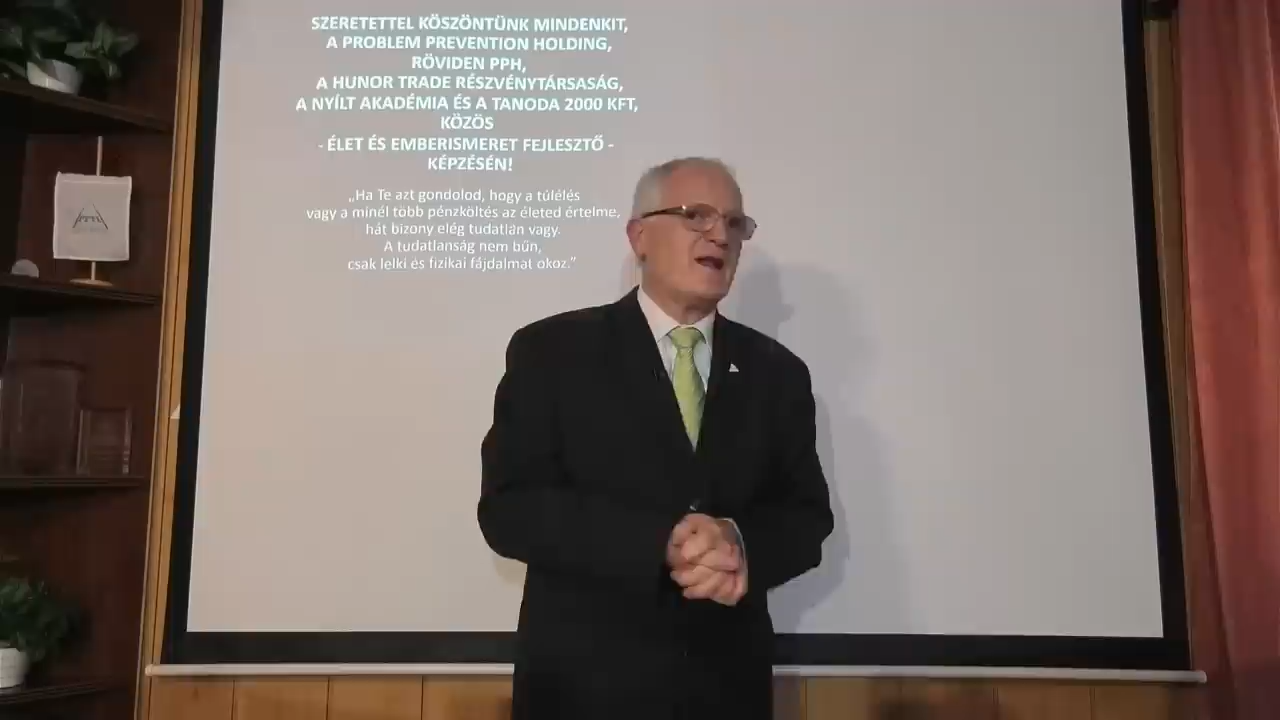 SZERETETTEL KÖSZÖNTÜNK MINDENKIT,
A PROBLEM PREVENTION HOLDING,
RÖVIDEN PPH,
A HUNOR TRADE RÉSZVÉNYTÁRSASÁG,
A NYÍLT AKADÉMIA ÉS A TANODA 2000 KFT,
KÖZÖS
- ÉLET ÉS EMBERISMERET FEJLESZTŐ -
KÉPZÉSÉN!
„Ha Te azt gondolod, hogy a túlélés
vagy a minél több pénzköltés az életed értelme,
hát bizony elég tudatlan vagy.
A tudatlanság nem bűn,
csak lelki és fizikai fájdalmat okoz.”